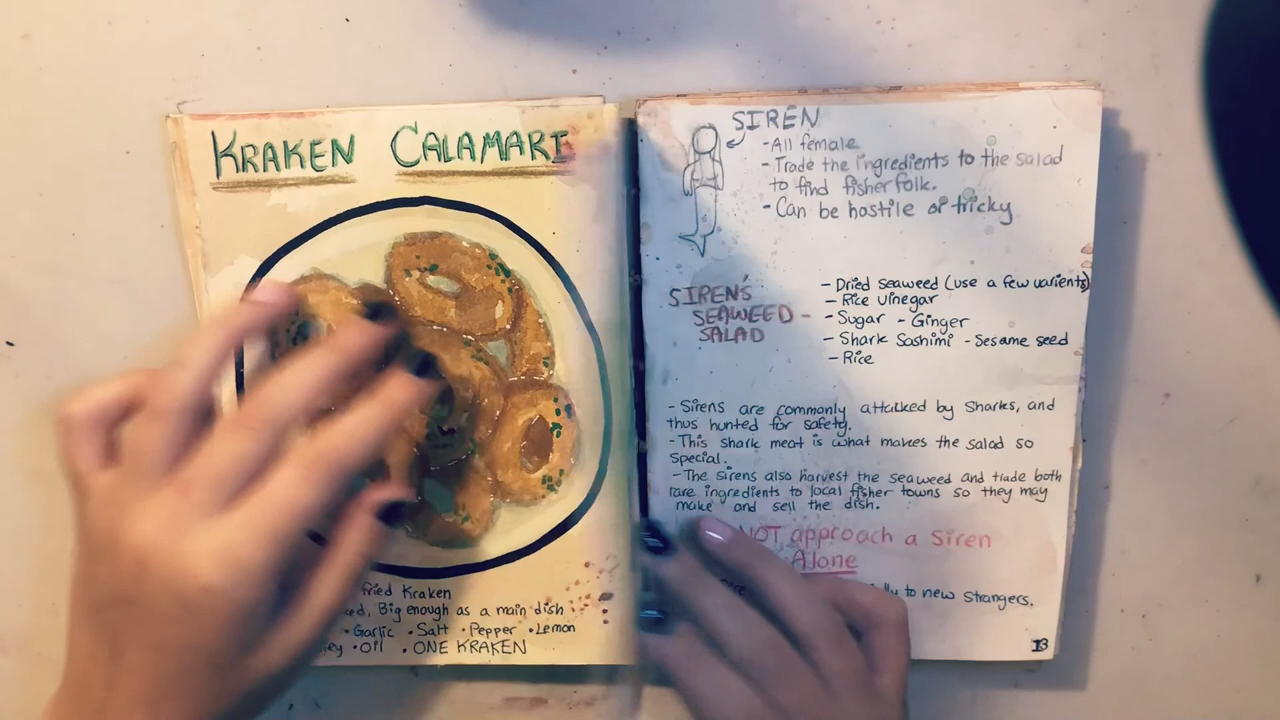 KRAKEN CALAMARI
fried Kraken
Big enough as a main dish
• Garlic • Salt • Pepper • Lemon
• Oil • ONE KRAKEN
SIREN
- All female
- Trade the ingredients to the salad
to find fisherfolk.
- Can be hostile or tricky
SIREN'S
SEAWEED -
SALAD
- Dried seaweed (use a few varients)
- Rice vinegar
- Sugar - Ginger
- Shark Sashimi - Sesame seed
- Rice
- Sirens are commonly attacked by Sharks, and
thus hunted for safety.
- This shark meat is what makes the salad so
Special.
- The sirens also harvest the seaweed and trade both
rare ingredients to local fisher towns so they may
make and sell the dish.
NOT approach a Siren
Alone
to new strangers.
13